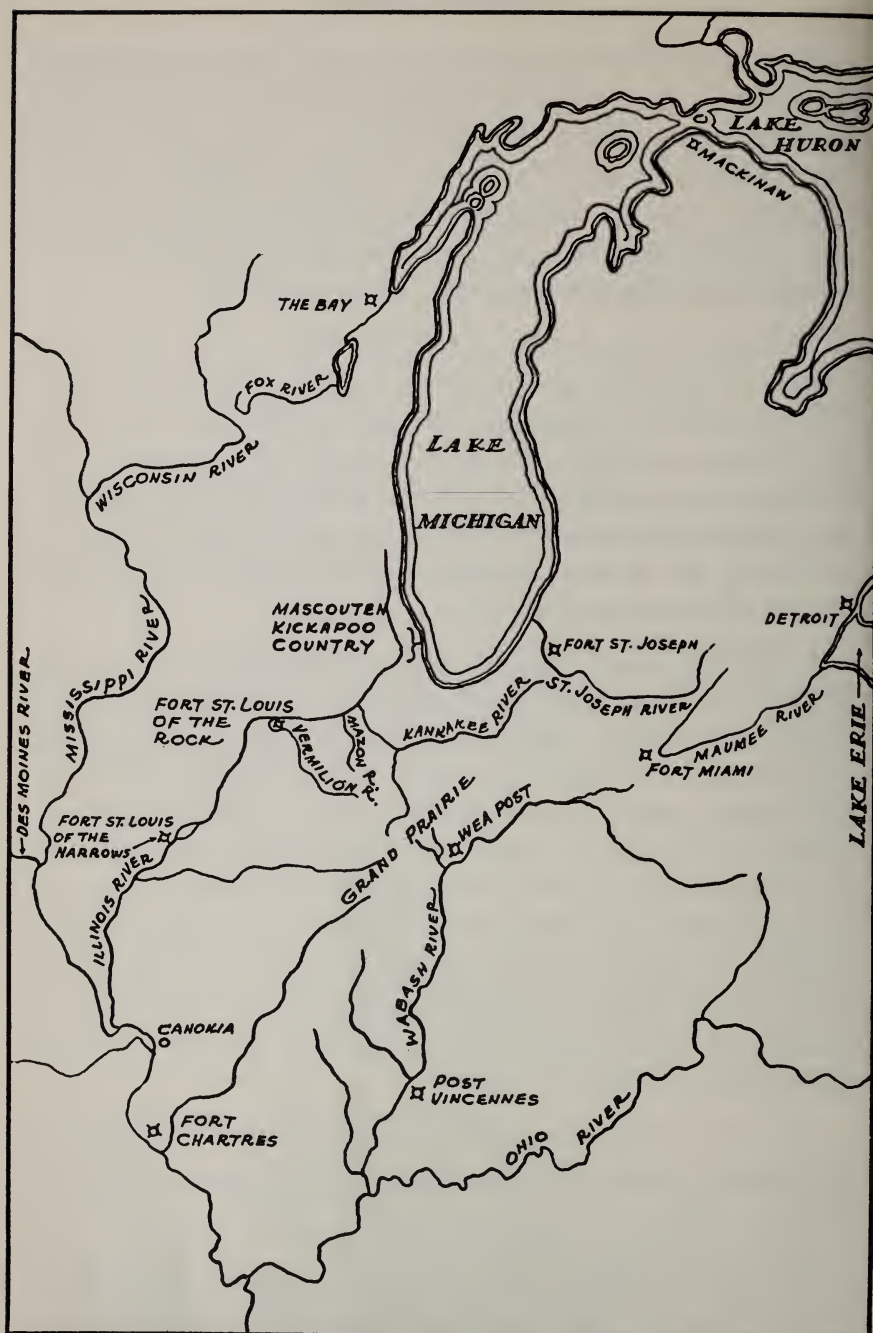 LAKE
HURON
MACKINAW
THE BAY
FOX RIVER
WISCONSIN RIVER
LAKE
MICHIGAN
MASCOUTEN
KICKAPOO
COUNTRY
DETROIT
FORT ST. JOSEPH
ST. JOSEPH RIVER
MISSISSIPPI RIVER
←DES MOINES RIVER
FORT ST. LOUIS
OF THE
ROCK
MAZON R.
VERMILION R.
KANKAKEE RIVER
MAUMEE RIVER
FORT MIAMI
LAKE ERIE→
FORT ST. LOUIS
OF THE
NARROWS→
GRAND PRAIRIE
WEA POST
ILLINOIS RIVER
WABASH RIVER
CAHOKIA
POST
VINCENNES
FORT
CHARTRES
OHIO RIVER